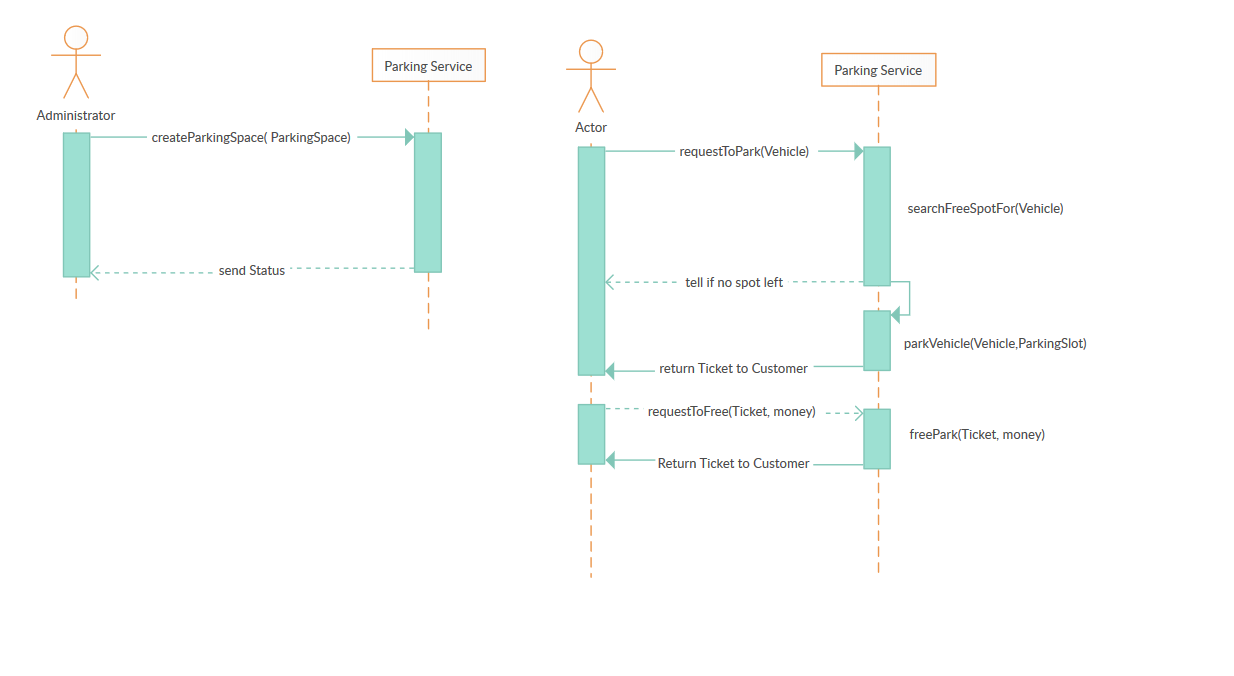 Administrator
Parking Service
createParkingSpace( ParkingSpace)
send Status
Actor
Parking Service
requestToPark(Vehicle)
searchFreeSpotFor(Vehicle)
tell if no spot left
parkVehicle(Vehicle,ParkingSlot)
return Ticket to Customer
requestToFree(Ticket, money)
freePark(Ticket, money)
Return Ticket to Customer